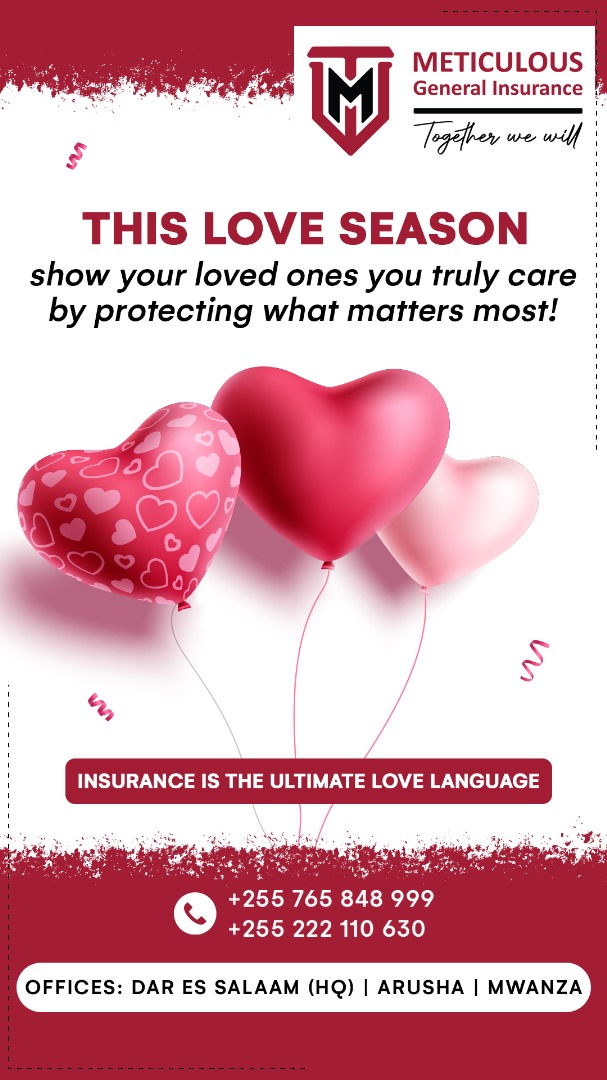 METICULOUS
General Insurance
Together we will
THIS LOVE SEASON
show your loved ones you truly care
by protecting what matters most!
INSURANCE IS THE ULTIMATE LOVE LANGUAGE
+255 765 848 999
+255 222 110 630
OFFICES: DAR ES SALAAM (HQ) | ARUSHA | MWANZA